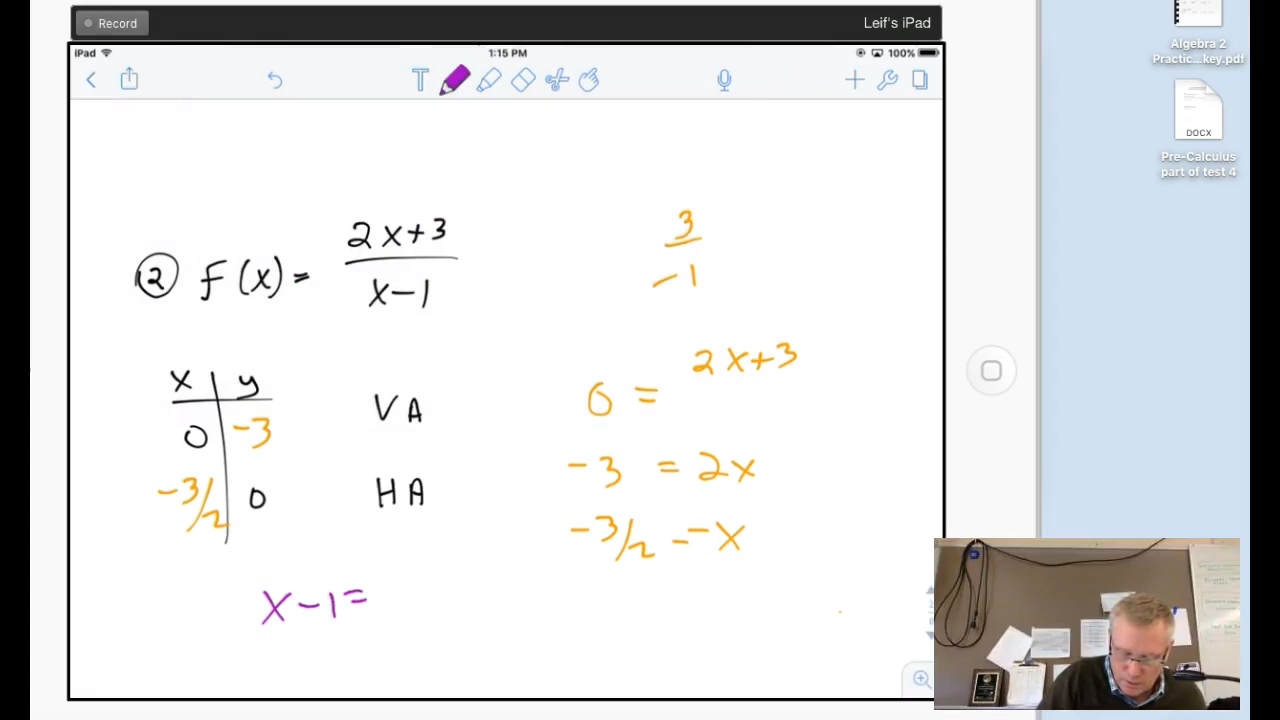 Record
Leif's iPad
iPad
1:15 PM
100%
T
Algebra 2
Practic...key.pdf
DOCX
Pre-Calculus
part of test 4
② f(x) = 2x+3
x-1
3
-1
x y
0 -3
-3/2 0
VA
HA
0 = 2x+3
-3 = 2x
-3/2 = -x
x-1=